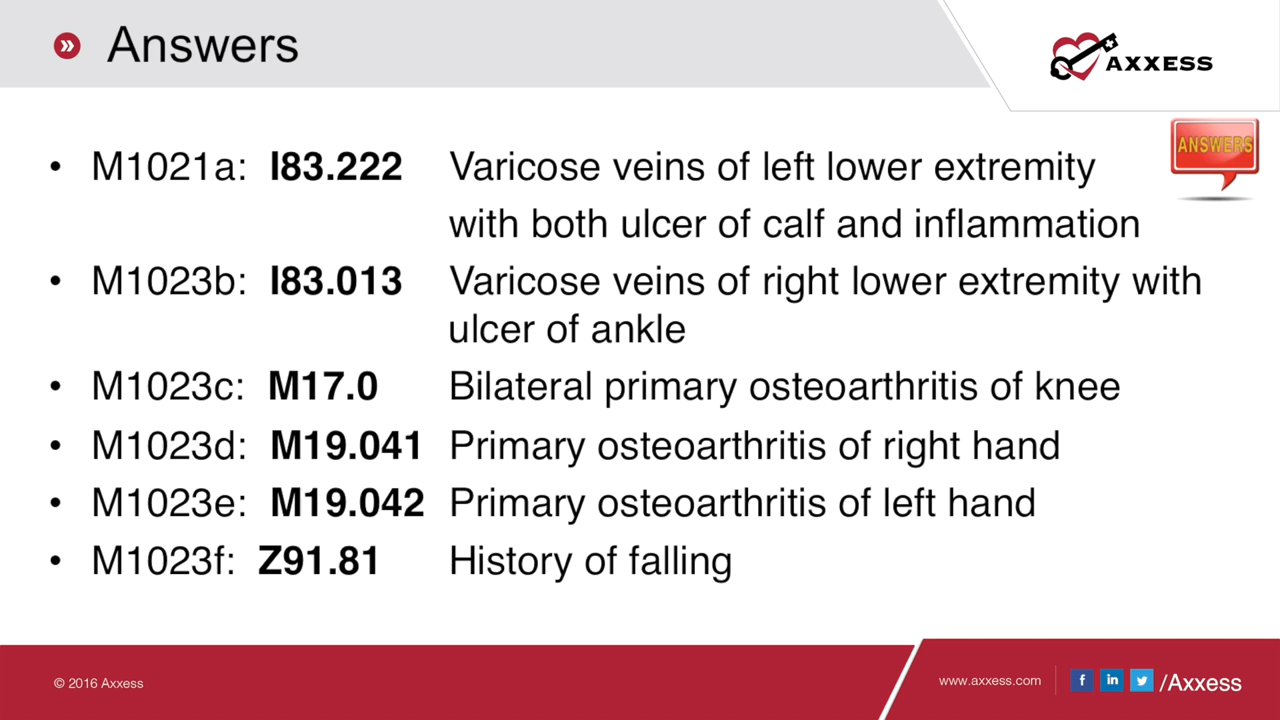 Answers
AXXESS
ANSWERS
• M1021a: I83.222 Varicose veins of left lower extremity
with both ulcer of calf and inflammation
• M1023b: I83.013 Varicose veins of right lower extremity with
ulcer of ankle
• M1023c: M17.0 Bilateral primary osteoarthritis of knee
• M1023d: M19.041 Primary osteoarthritis of right hand
• M1023e: M19.042 Primary osteoarthritis of left hand
• M1023f: Z91.81 History of falling
© 2016 Axxess
www.axxess.com
/Axxess